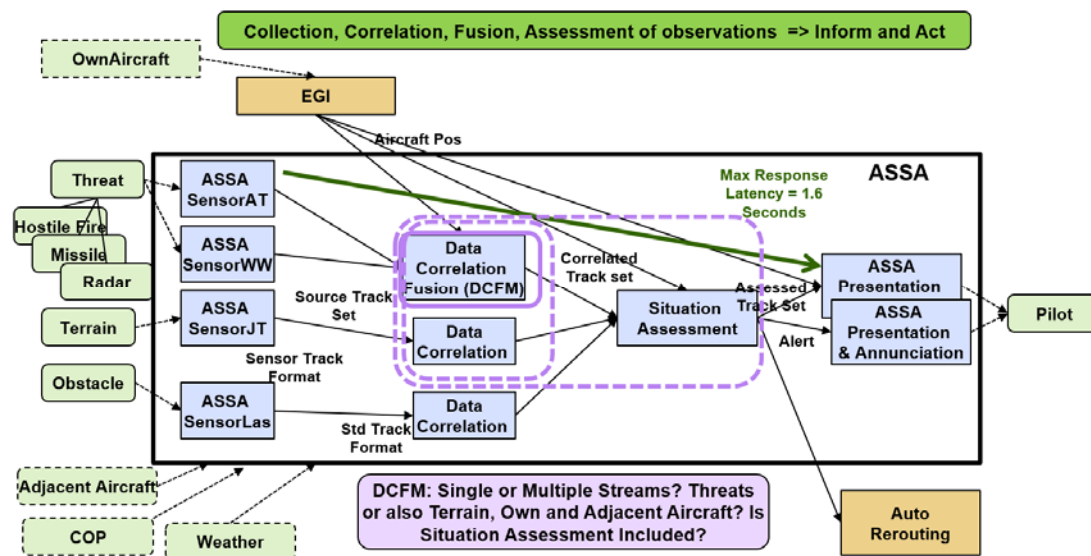 Collection, Correlation, Fusion, Assessment of observations => Inform and Act
OwnAircraft
EGI
Aircraft Pos
ASSA
Threat
Hostile Fire
Missile
Radar
Terrain
Obstacle
ASSA
SensorAT
ASSA
SensorWW
ASSA
SensorJT
ASSA
SensorLas
Max Response
Latency = 1.6
Seconds
Data
Correlation
Fusion (DCFM)
Source Track
Set
Sensor Track
Format
Data
Correlation
Std Track
Format
Data
Correlation
Correlated
Track set
Situation
Assessment
Assessed
Track Set
Alert
ASSA
Presentation
ASSA
Presentation
& Annunciation
Pilot
Adjacent Aircraft
COP
Weather
DCFM: Single or Multiple Streams? Threats
or also Terrain, Own and Adjacent Aircraft? Is
Situation Assessment Included?
Auto
Rerouting